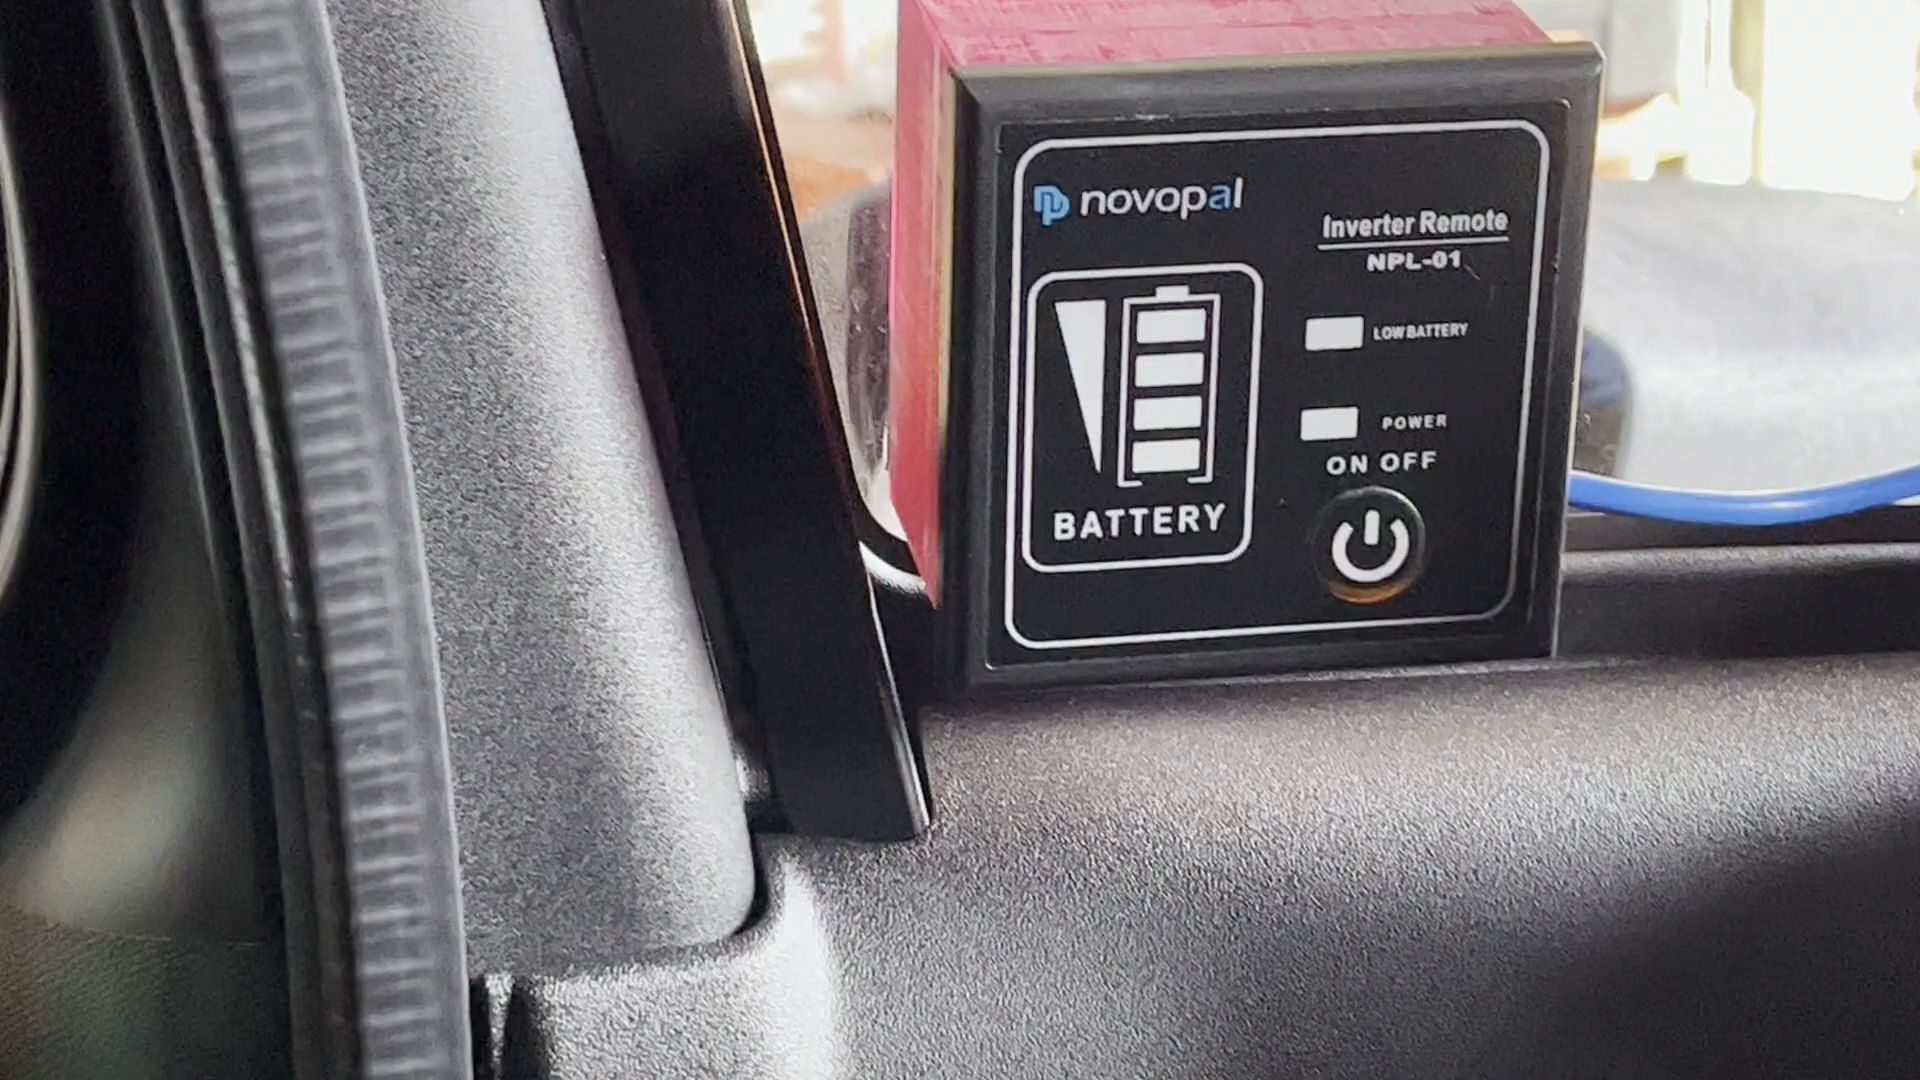 novopal
Inverter Remote
NPL-01
LOW BATTERY
POWER
ON OFF
BATTERY